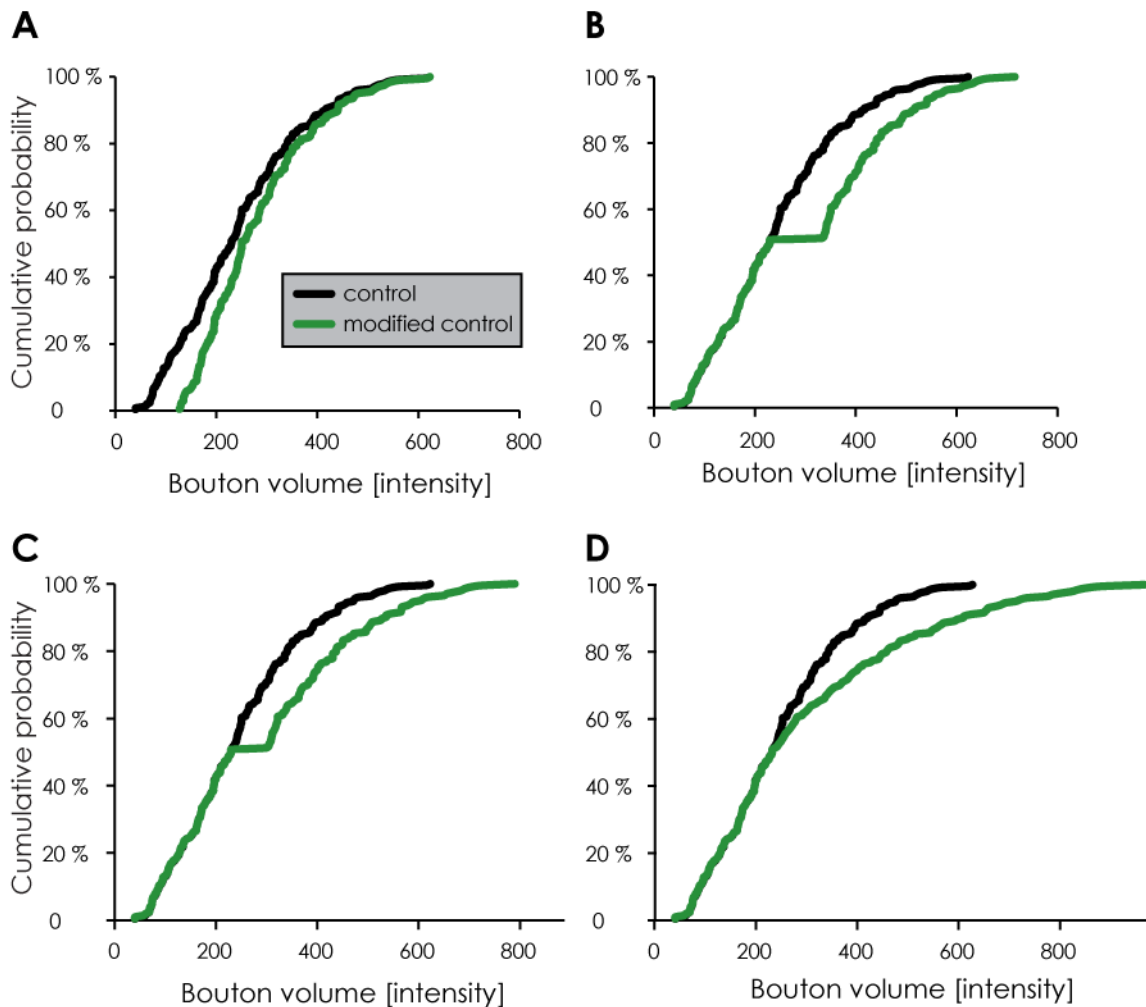 A
100 %
80 %
60 %
40 %
20 %
0
Cumulative probability
control
modified control
0 200 400 600 800
Bouton volume [intensity]
B
100 %
80 %
60 %
40 %
20 %
0
0 200 400 600 800
Bouton volume [intensity]
C
100 %
80 %
60 %
40 %
20 %
0
Cumulative probability
0 200 400 600 800
Bouton volume [intensity]
D
100 %
80 %
60 %
40 %
20 %
0
0 200 400 600 800
Bouton volume [intensity]